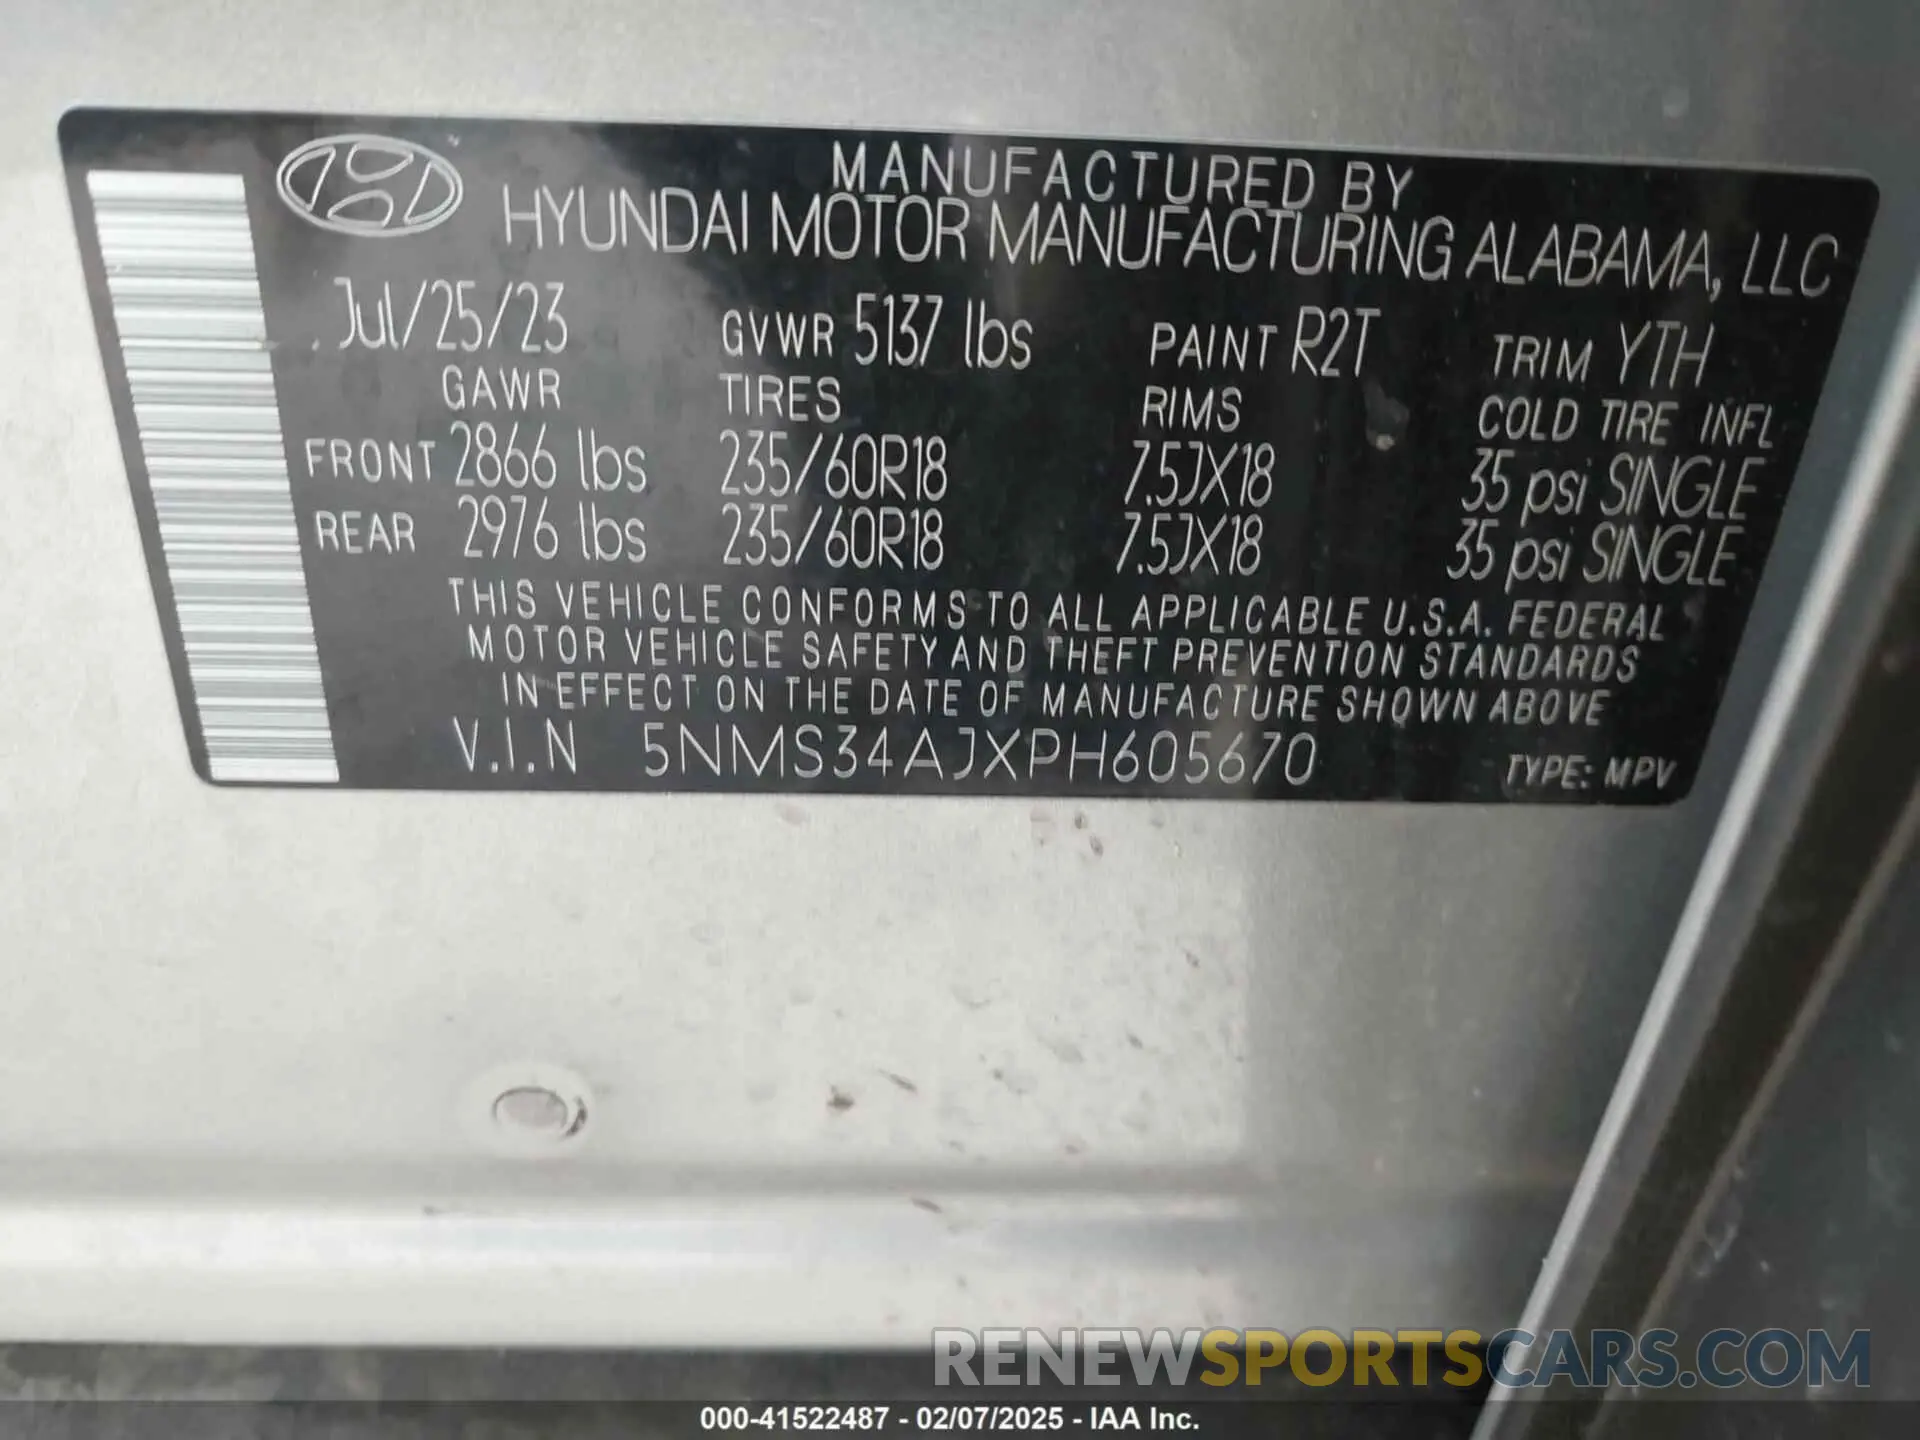 MANUFACTURED BY
HYUNDAI MOTOR MANUFACTURING ALABAMA, LLC
Jul/25/23 GVWR 5137 lbs PAINT R2T TRIM YTH
GAWR TIRES RIMS COLD TIRE INFL
FRONT 2866 lbs 235/60R18 7.5JX18 35 psi SINGLE
REAR 2976 lbs 235/60R18 7.5JX18 35 psi SINGLE
THIS VEHICLE CONFORMS TO ALL APPLICABLE U.S.A. FEDERAL
MOTOR VEHICLE SAFETY AND THEFT PREVENTION STANDARDS
IN EFFECT ON THE DATE OF MANUFACTURE SHOWN ABOVE
V.I.N 5NMS34AJXPH605670 TYPE: MPV
RENEWSPORTSCARS.COM
000-41522487 - 02/07/2025 - IAA Inc.